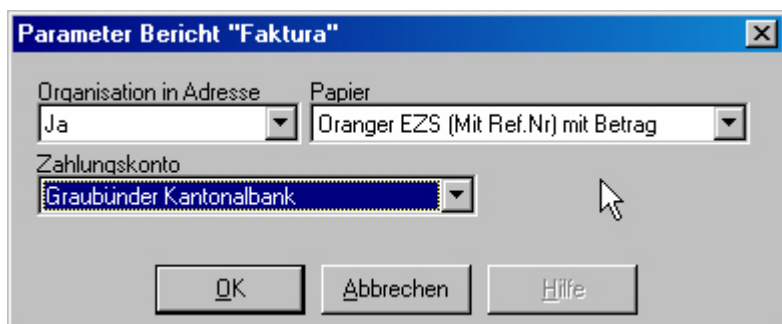 Parameter Bericht "Faktura"
Organisation in Adresse Papier
Ja Oranger EZS (Mit Ref.Nr) mit Betrag
Zahlungskonto
Graubünder Kantonalbank
OK Abbrechen Hilfe